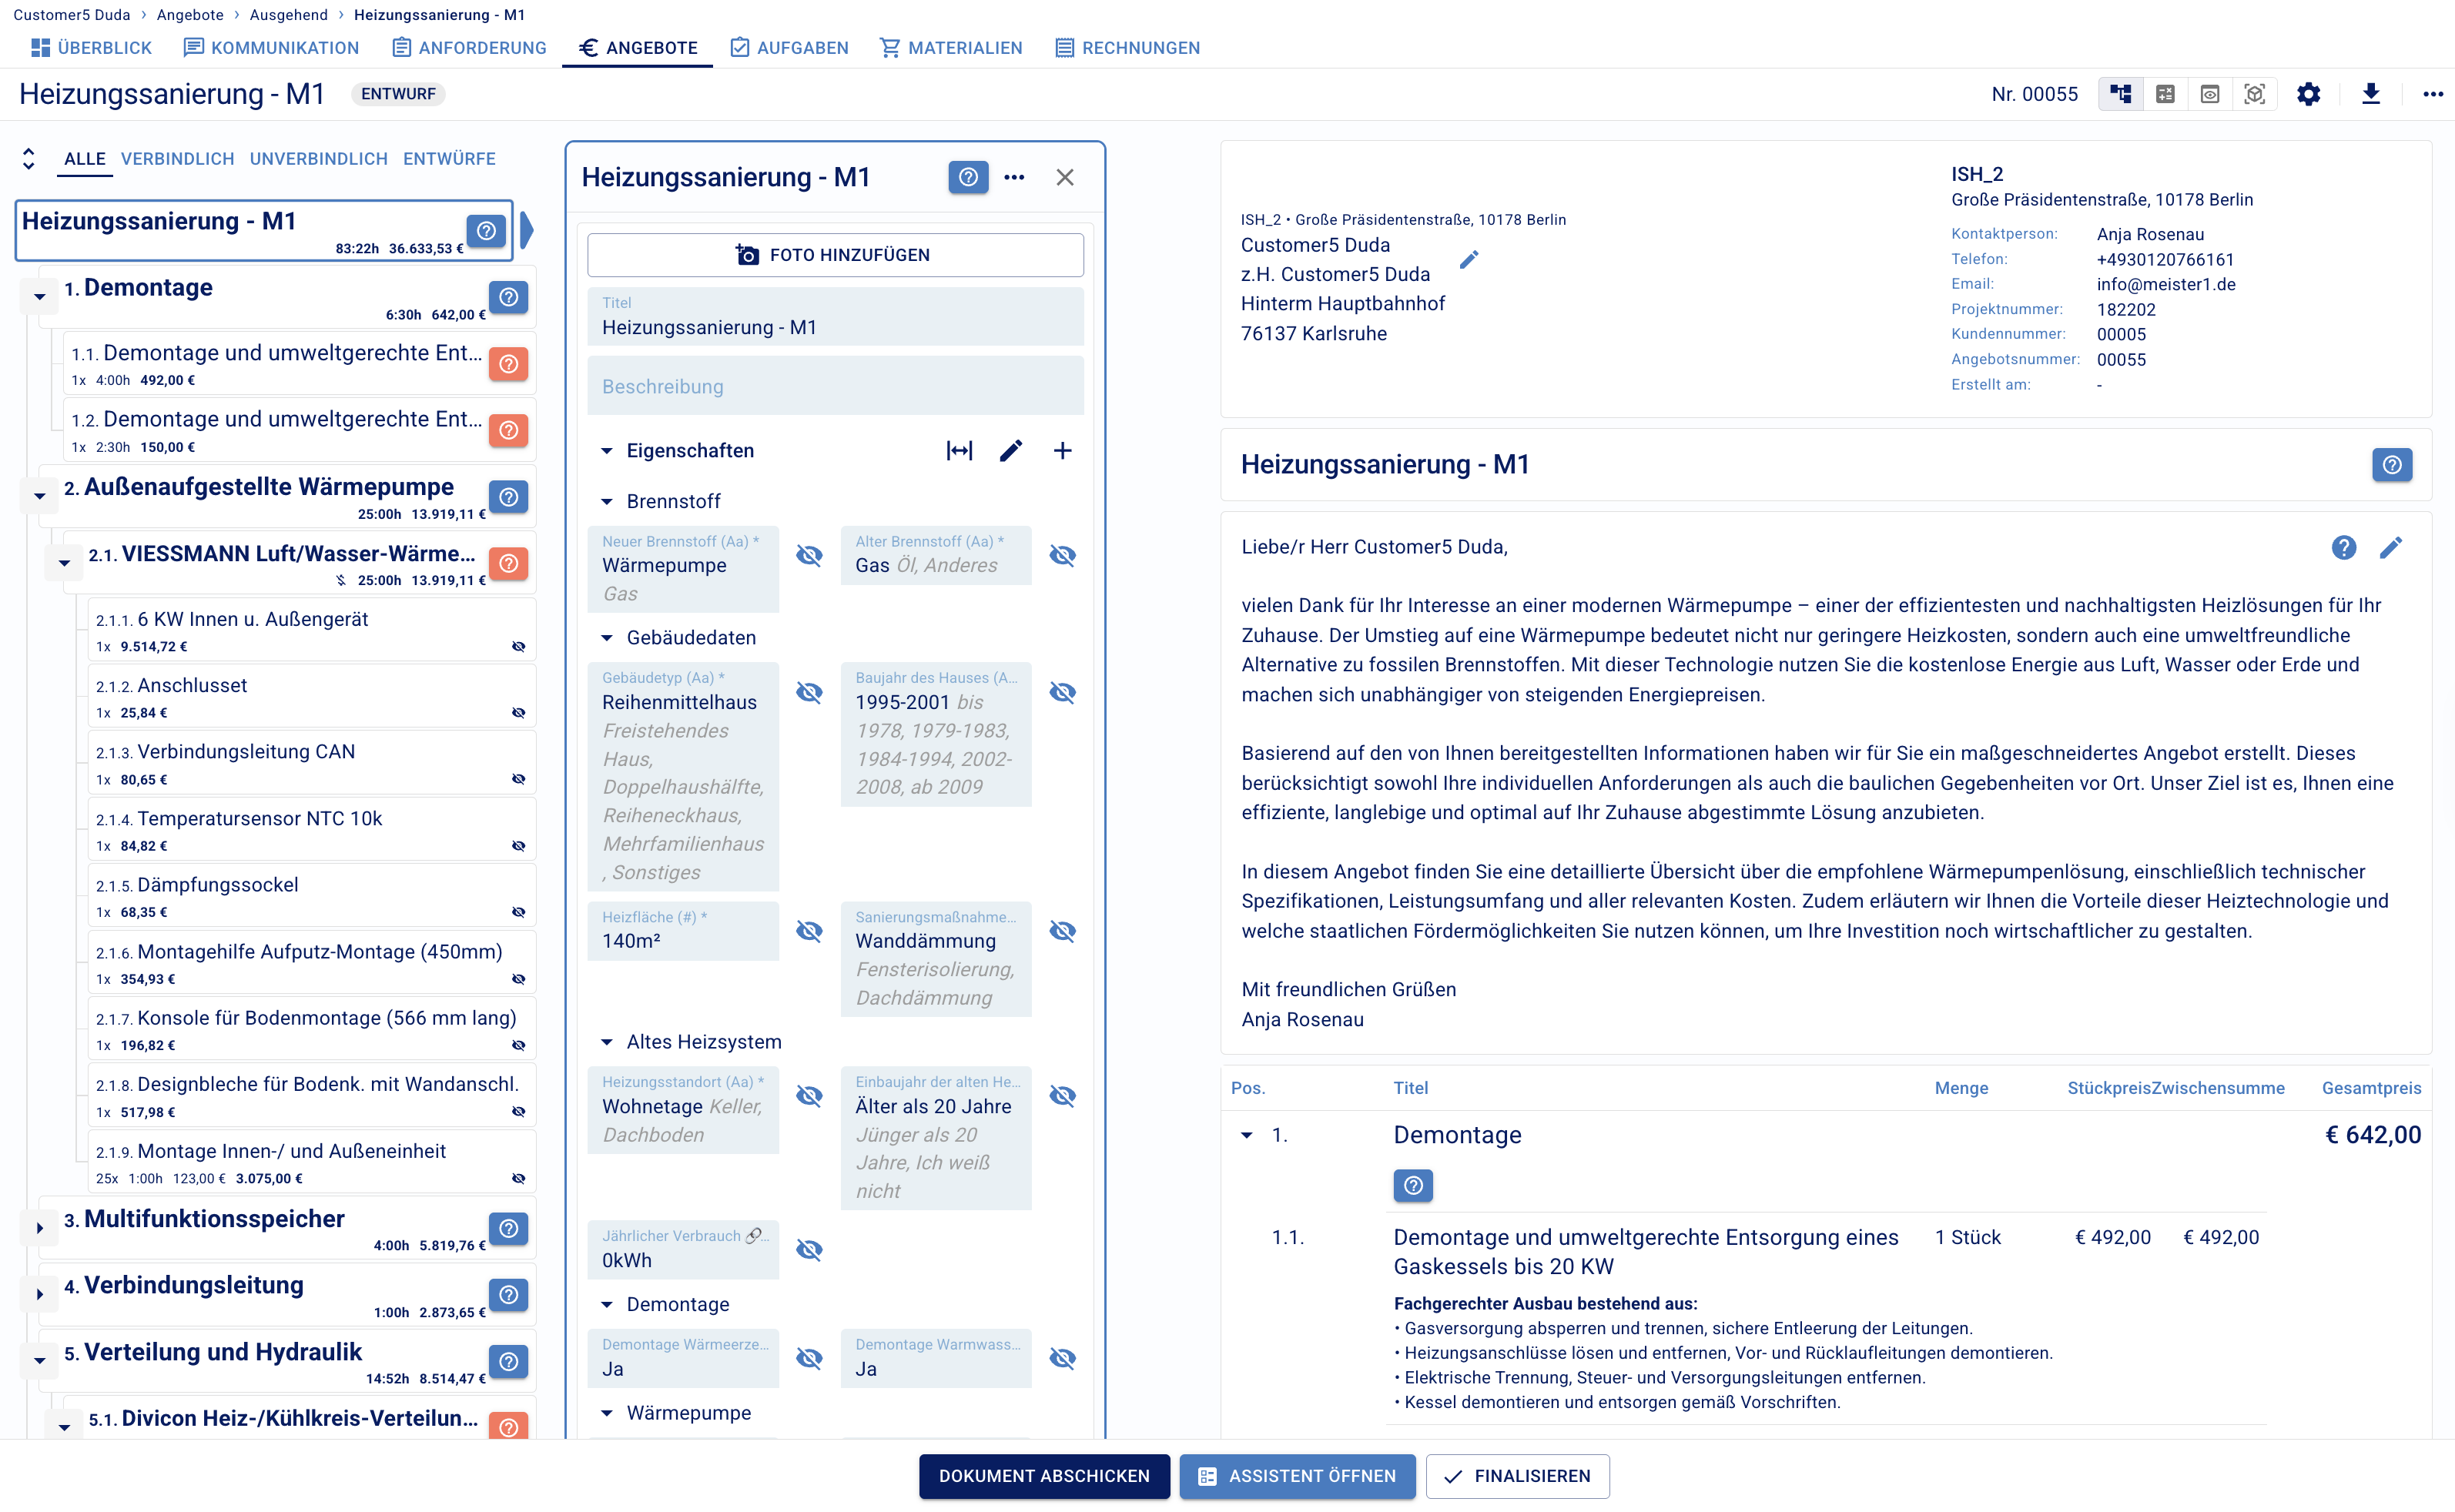 Customer5 Duda › Angebote › Ausgehend › Heizungssanierung - M1
ÜBERBLICK KOMMUNIKATION ANFORDERUNG ANGEBOTE AUFGABEN MATERIALIEN RECHNUNGEN
Heizungssanierung - M1 ENTWURF Nr. 00055
ALLE VERBINDLICH UNVERBINDLICH ENTWÜRFE
Heizungssanierung - M1
83:22h 36.633,53 €
1. Demontage
6:30h 642,00 €
1.1. Demontage und umweltgerechte Ent...
1x 4:00h 492,00 €
1.2. Demontage und umweltgerechte Ent...
1x 2:30h 150,00 €
2. Außenaufgestellte Wärmepumpe
25:00h 13.919,11 €
2.1. VIESSMANN Luft/Wasser-Wärme...
25:00h 13.919,11 €
2.1.1. 6 KW Innen u. Außengerät
1x 9.514,72 €
2.1.2. Anschlusset
1x 25,84 €
2.1.3. Verbindungsleitung CAN
1x 80,65 €
2.1.4. Temperatursensor NTC 10k
1x 84,82 €
2.1.5. Dämpfungssockel
1x 68,35 €
2.1.6. Montagehilfe Aufputz-Montage (450mm)
1x 354,93 €
2.1.7. Konsole für Bodenmontage (566 mm lang)
1x 196,82 €
2.1.8. Designbleche für Bodenk. mit Wandanschl.
1x 517,98 €
2.1.9. Montage Innen-/ und Außeneinheit
25x 1:00h 123,00 € 3.075,00 €
3. Multifunktionsspeicher
4:00h 5.819,76 €
4. Verbindungsleitung
1:00h 2.873,65 €
5. Verteilung und Hydraulik
14:52h 8.514,47 €
5.1. Divicon Heiz-/Kühlkreis-Verteilun...
Heizungssanierung - M1
FOTO HINZUFÜGEN
Titel
Heizungssanierung - M1
Beschreibung
Eigenschaften
Brennstoff
Neuer Brennstoff (Aa) *
Wärmepumpe
Gas
Alter Brennstoff (Aa) *
Gas Öl, Anderes
Gebäudedaten
Gebäudetyp (Aa) *
Reihenmittelhaus
Freistehendes
Haus,
Doppelhaushälfte,
Reiheneckhaus,
Mehrfamilienhaus
, Sonstiges
Baujahr des Hauses (A...
1995-2001 bis
1978, 1979-1983,
1984-1994, 2002-
2008, ab 2009
Heizfläche (#) *
140m²
Sanierungsmaßnahme...
Wanddämmung
Fensterisolierung,
Dachdämmung
Altes Heizsystem
Heizungsstandort (Aa) *
Wohnetage Keller,
Dachboden
Einbaujahr der alten He...
Älter als 20 Jahre
Jünger als 20
Jahre, Ich weiß
nicht
Jährlicher Verbrauch 🔗...
0kWh
Demontage
Demontage Wärmeerze...
Ja
Demontage Warmwass...
Ja
Wärmepumpe
ISH_2 • Große Präsidentenstraße, 10178 Berlin
Customer5 Duda
z.H. Customer5 Duda
Hinterm Hauptbahnhof
76137 Karlsruhe
ISH_2
Große Präsidentenstraße, 10178 Berlin
Kontaktperson: Anja Rosenau
Telefon: +4930120766161
Email: info@meister1.de
Projektnummer: 182202
Kundennummer: 00005
Angebotsnummer: 00055
Erstellt am: -
Heizungssanierung - M1
Liebe/r Herr Customer5 Duda,
vielen Dank für Ihr Interesse an einer modernen Wärmepumpe – einer der effizientesten und nachhaltigsten Heizlösungen für Ihr
Zuhause. Der Umstieg auf eine Wärmepumpe bedeutet nicht nur geringere Heizkosten, sondern auch eine umweltfreundliche
Alternative zu fossilen Brennstoffen. Mit dieser Technologie nutzen Sie die kostenlose Energie aus Luft, Wasser oder Erde und
machen sich unabhängiger von steigenden Energiepreisen.
Basierend auf den von Ihnen bereitgestellten Informationen haben wir für Sie ein maßgeschneidertes Angebot erstellt. Dieses
berücksichtigt sowohl Ihre individuellen Anforderungen als auch die baulichen Gegebenheiten vor Ort. Unser Ziel ist es, Ihnen eine
effiziente, langlebige und optimal auf Ihr Zuhause abgestimmte Lösung anzubieten.
In diesem Angebot finden Sie eine detaillierte Übersicht über die empfohlene Wärmepumpenlösung, einschließlich technischer
Spezifikationen, Leistungsumfang und aller relevanten Kosten. Zudem erläutern wir Ihnen die Vorteile dieser Heiztechnologie und
welche staatlichen Fördermöglichkeiten Sie nutzen können, um Ihre Investition noch wirtschaftlicher zu gestalten.
Mit freundlichen Grüßen
Anja Rosenau
Pos. Titel Menge Stückpreis Zwischensumme Gesamtpreis
1. Demontage € 642,00
1.1. Demontage und umweltgerechte Entsorgung eines 1 Stück € 492,00 € 492,00
Gaskessels bis 20 KW
Fachgerechter Ausbau bestehend aus:
• Gasversorgung absperren und trennen, sichere Entleerung der Leitungen.
• Heizungsanschlüsse lösen und entfernen, Vor- und Rücklaufleitungen demontieren.
• Elektrische Trennung, Steuer- und Versorgungsleitungen entfernen.
• Kessel demontieren und entsorgen gemäß Vorschriften.
DOKUMENT ABSCHICKEN ASSISTENT ÖFFNEN FINALISIEREN